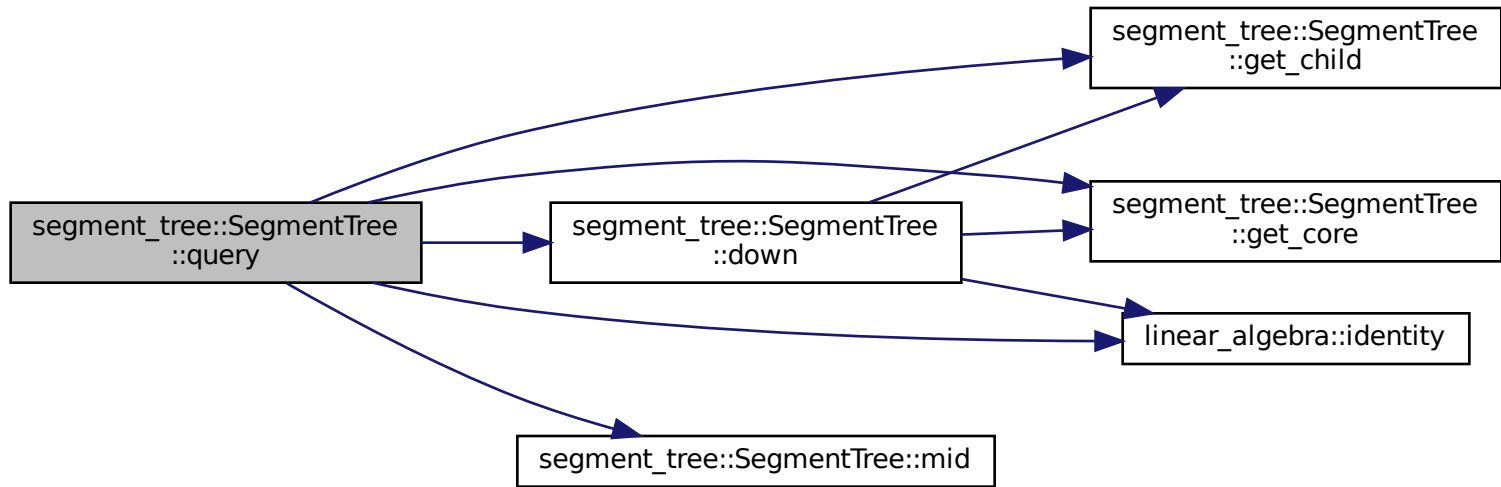 segment_tree::SegmentTree
::query
segment_tree::SegmentTree
::down
segment_tree::SegmentTree::mid
segment_tree::SegmentTree
::get_child
segment_tree::SegmentTree
::get_core
linear_algebra::identity